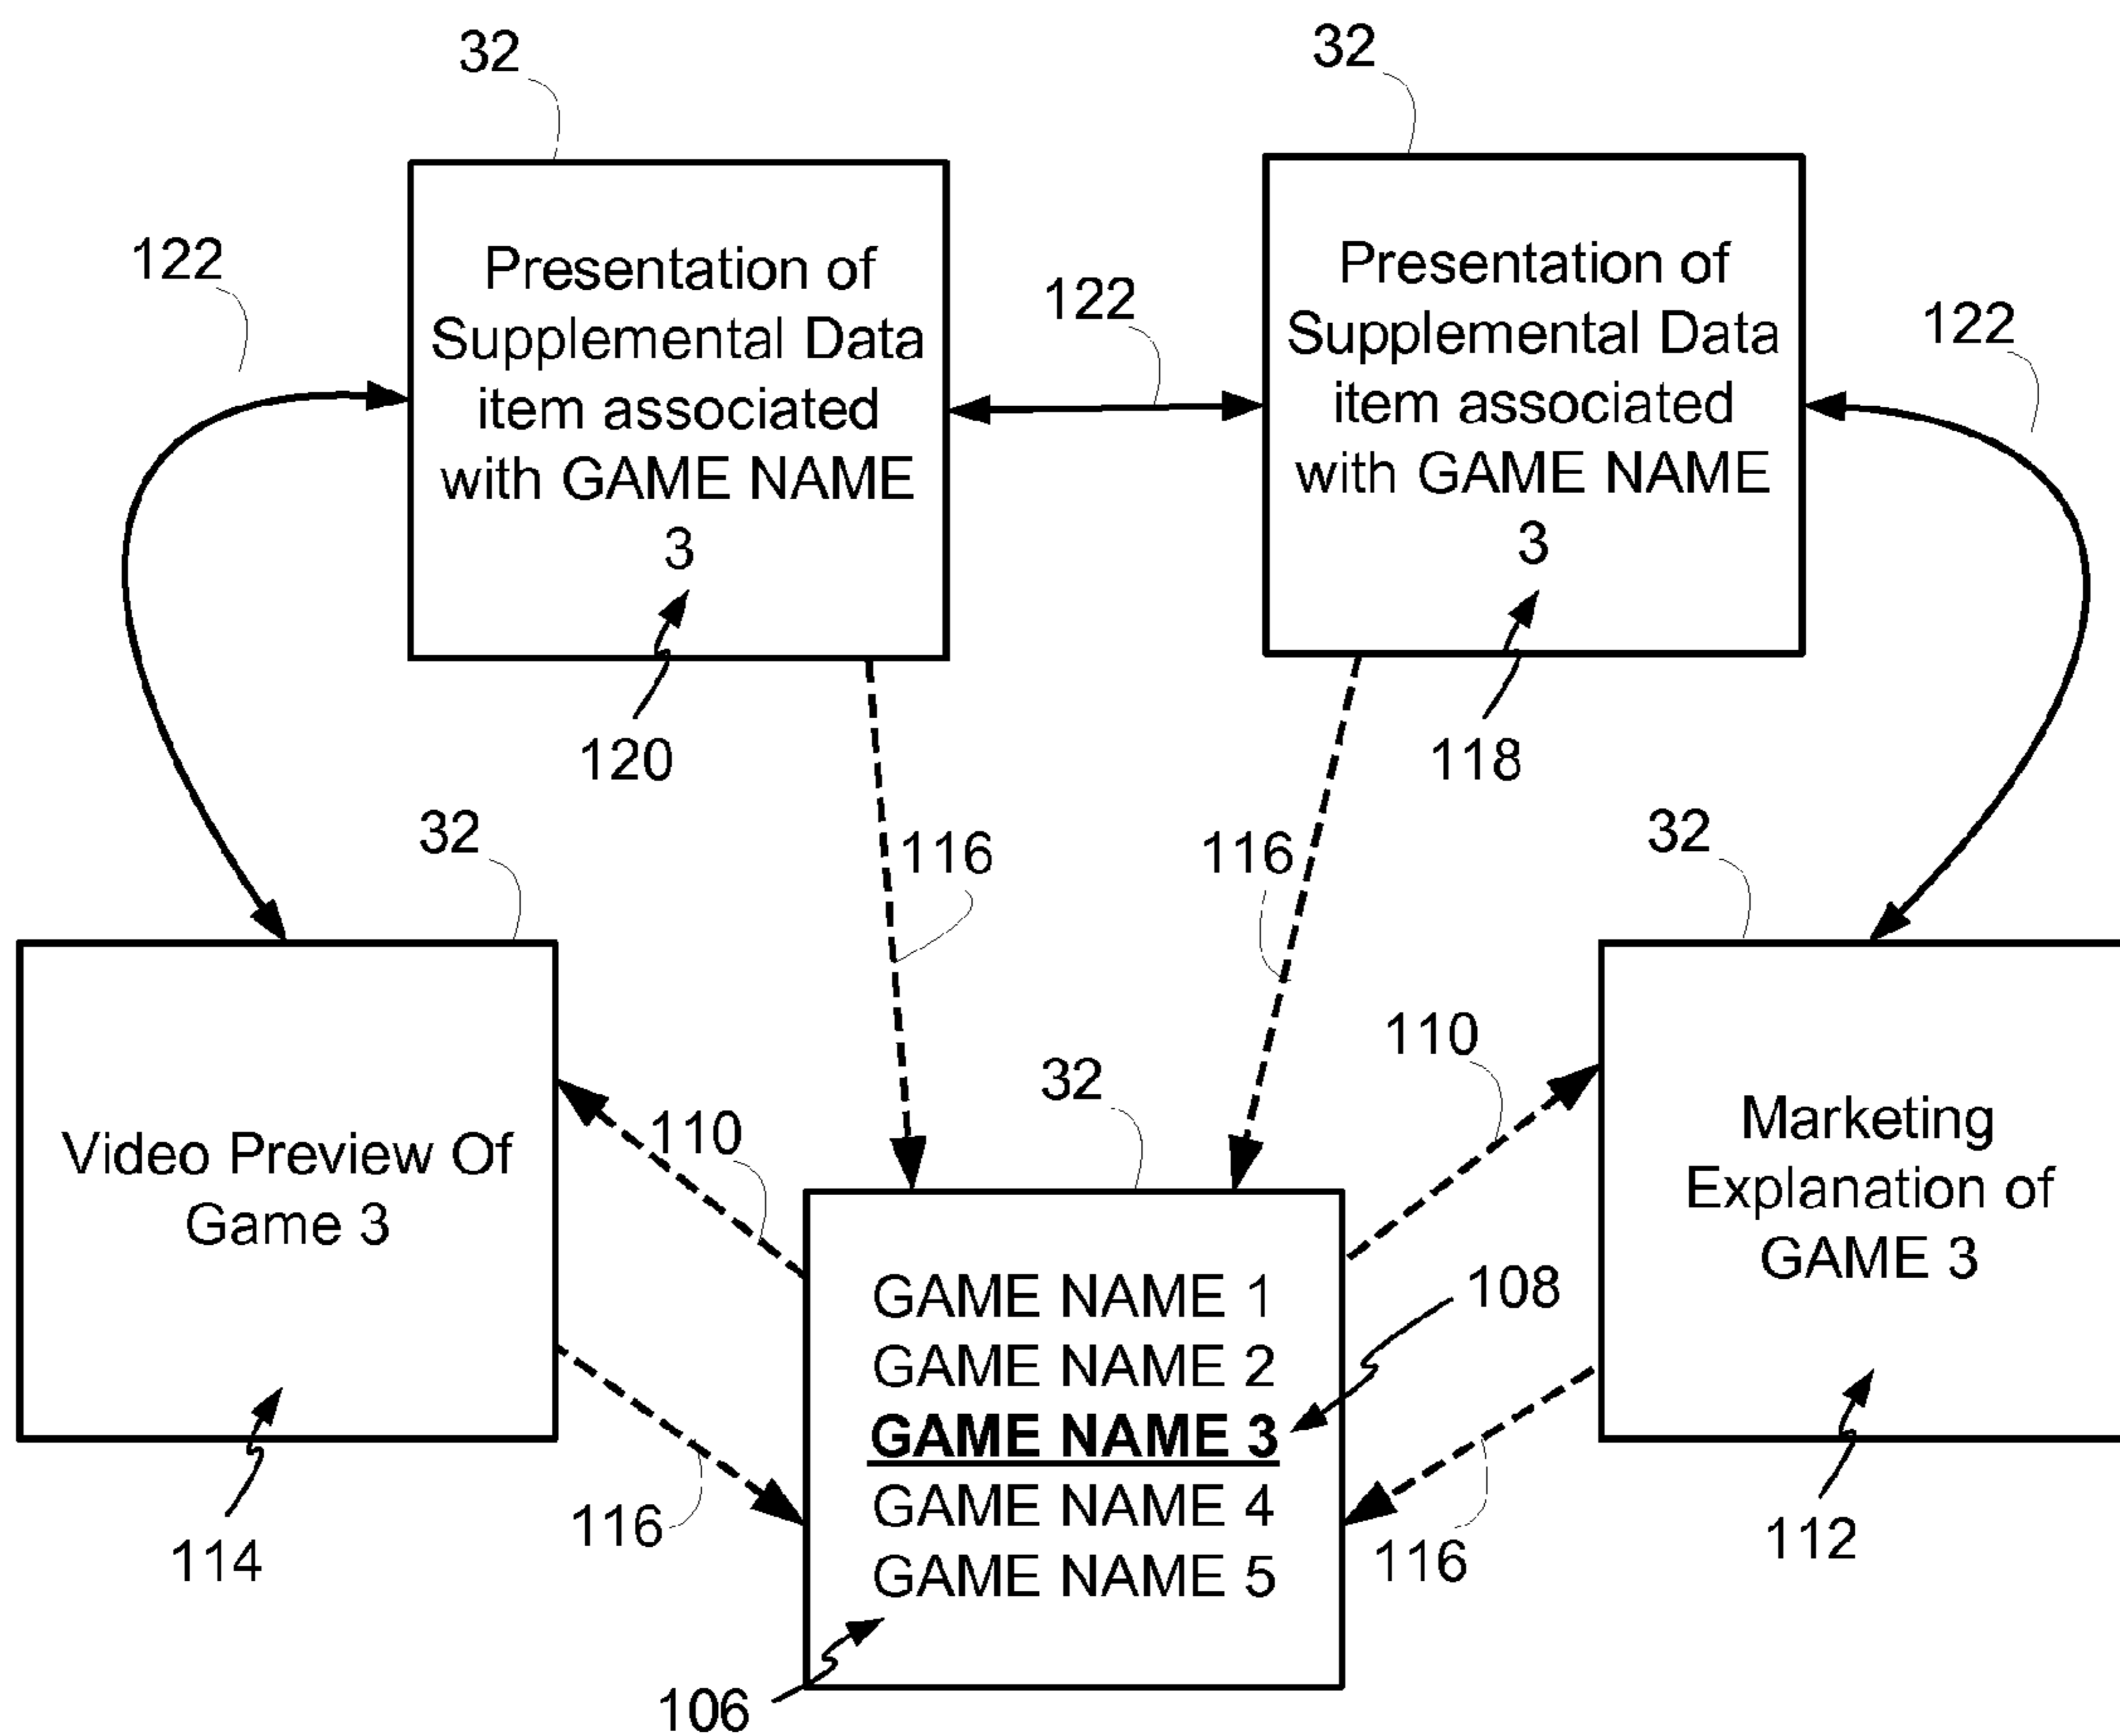 32
32
122
Presentation of
Supplemental Data
item associated
with GAME NAME
3
122
Presentation of
Supplemental Data
item associated
with GAME NAME
3
122
120
118
32
116
116
32
110
32
110
Video Preview Of
Game 3
Marketing
Explanation of
GAME 3
GAME NAME 1
GAME NAME 2
GAME NAME 3
GAME NAME 4
GAME NAME 5
108
114
116
116
112
106